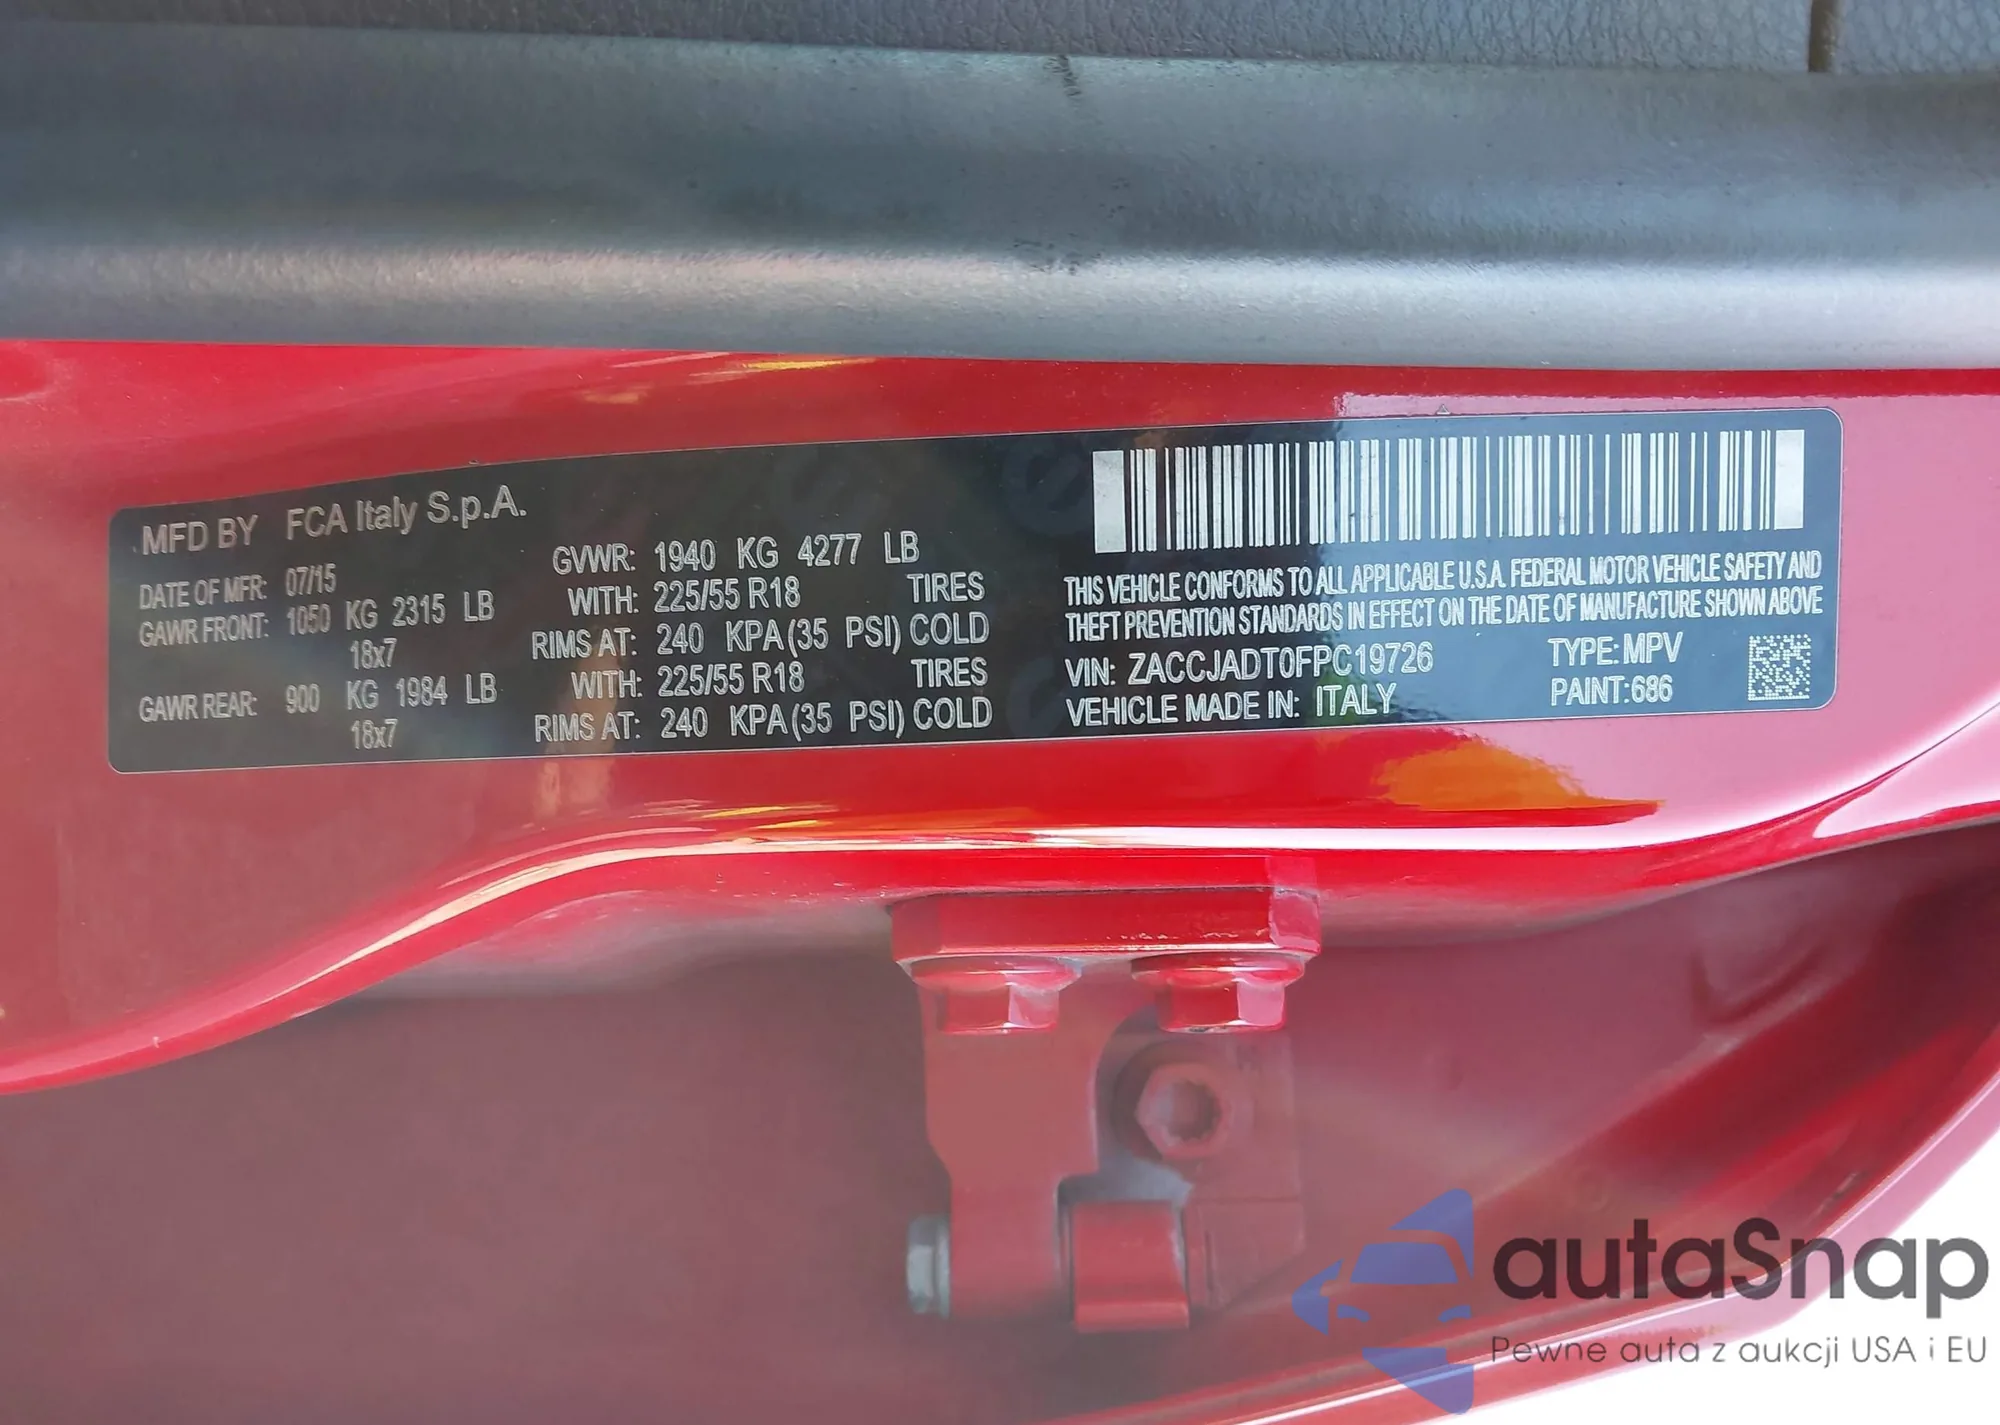 MFD BY FCA Italy S.p.A.
DATE OF MFR: 07/15
GAWR FRONT: 1050 KG 2315 LB
18x7
GAWR REAR: 900 KG 1984 LB
18x7
GVWR: 1940 KG 4277 LB
WITH: 225/55 R18 TIRES
RIMS AT: 240 KPA (35 PSI) COLD
WITH: 225/55 R18 TIRES
RIMS AT: 240 KPA (35 PSI) COLD
THIS VEHICLE CONFORMS TO ALL APPLICABLE U.S.A. FEDERAL MOTOR VEHICLE SAFETY AND
THEFT PREVENTION STANDARDS IN EFFECT ON THE DATE OF MANUFACTURE SHOWN ABOVE
VIN: ZACCJADT0FPC19726 TYPE: MPV
VEHICLE MADE IN: ITALY PAINT:686
autaSnap
Pewne auta z aukcji USA i EU